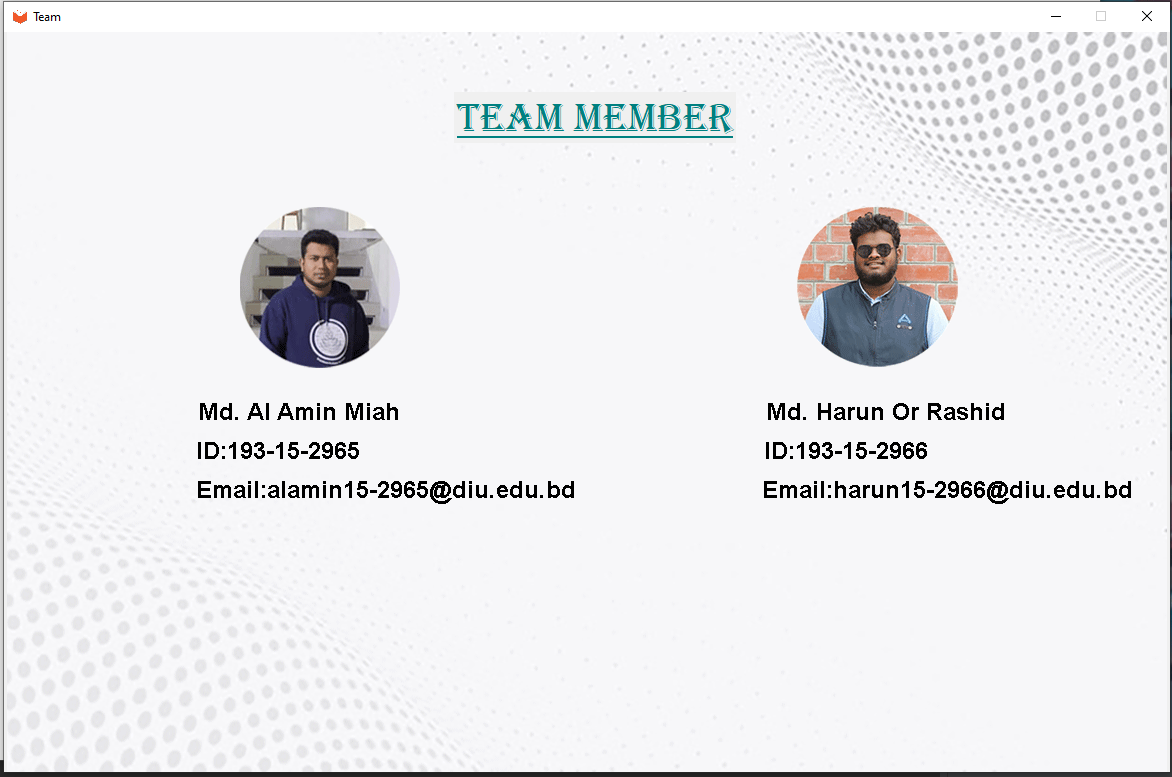 Team
TEAM MEMBER
Md. Al Amin Miah
ID:193-15-2965
Email:alamin15-2965@diu.edu.bd
Md. Harun Or Rashid
ID:193-15-2966
Email:harun15-2966@diu.edu.bd